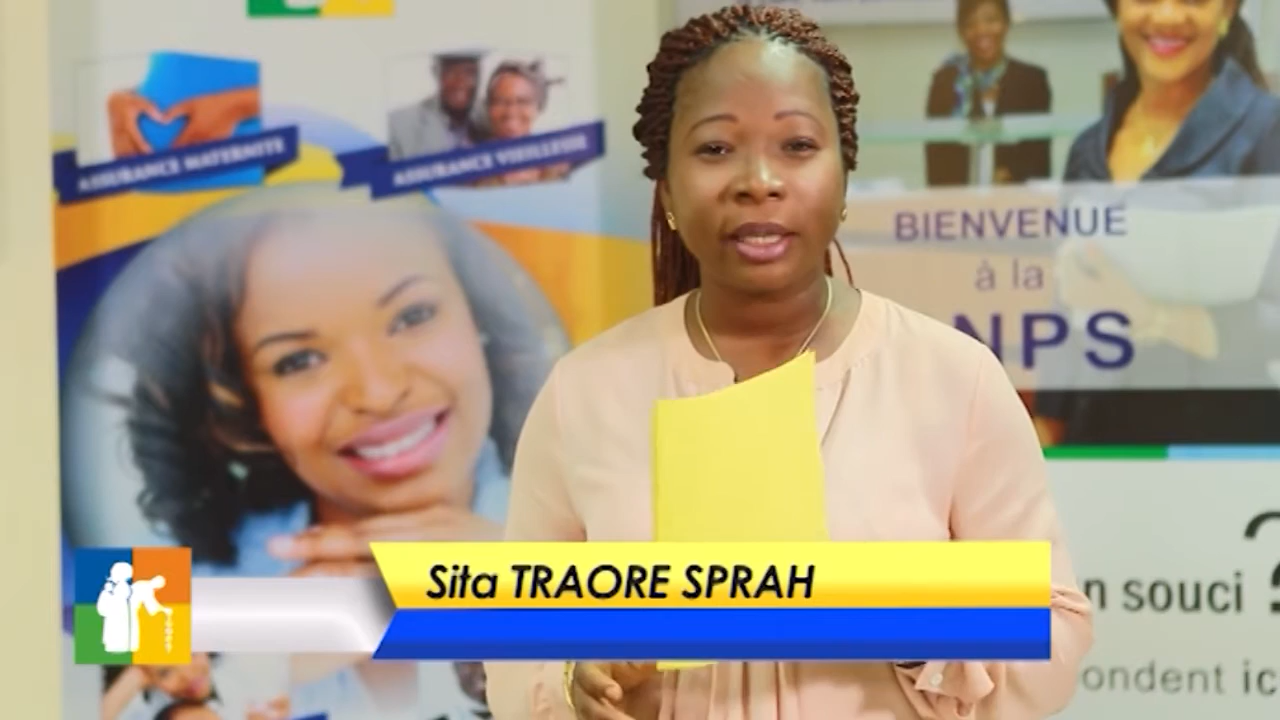 ASSURANCE MATERNITE
ASSURANCE VIEILLESSE
BIENVENUE
à la
NPS
Sita TRAORE SPRAH
n souci ?
ondent ic